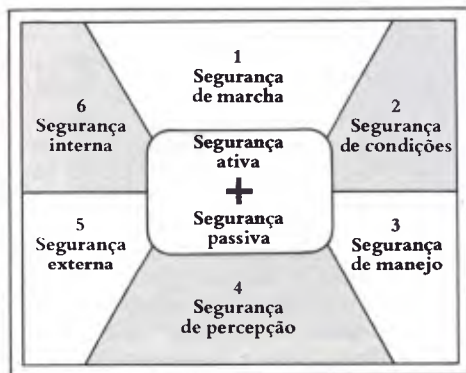 1
Segurança
de marcha
2
Segurança
de condições
3
Segurança
de manejo
4
Segurança
de percepção
5
Segurança
externa
6
Segurança
interna
Segurança
ativa
+
Segurança
passiva